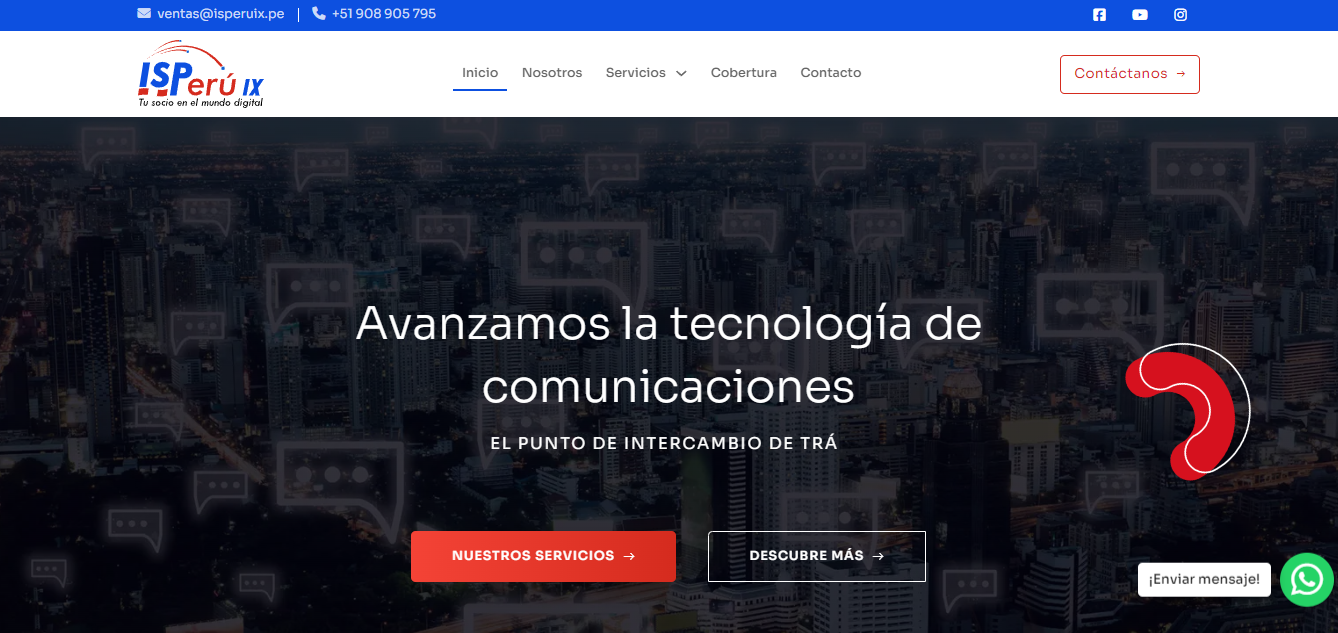 ventas@isperuix.pe
+51 908 905 795
ISPerú IX
Tu socio en el mundo digital
Inicio
Nosotros
Servicios
Cobertura
Contacto
Contáctanos →
Avanzamos la tecnología de
comunicaciones
EL PUNTO DE INTERCAMBIO DE TRÁ
NUESTROS SERVICIOS →
DESCUBRE MÁS →
¡Enviar mensaje!